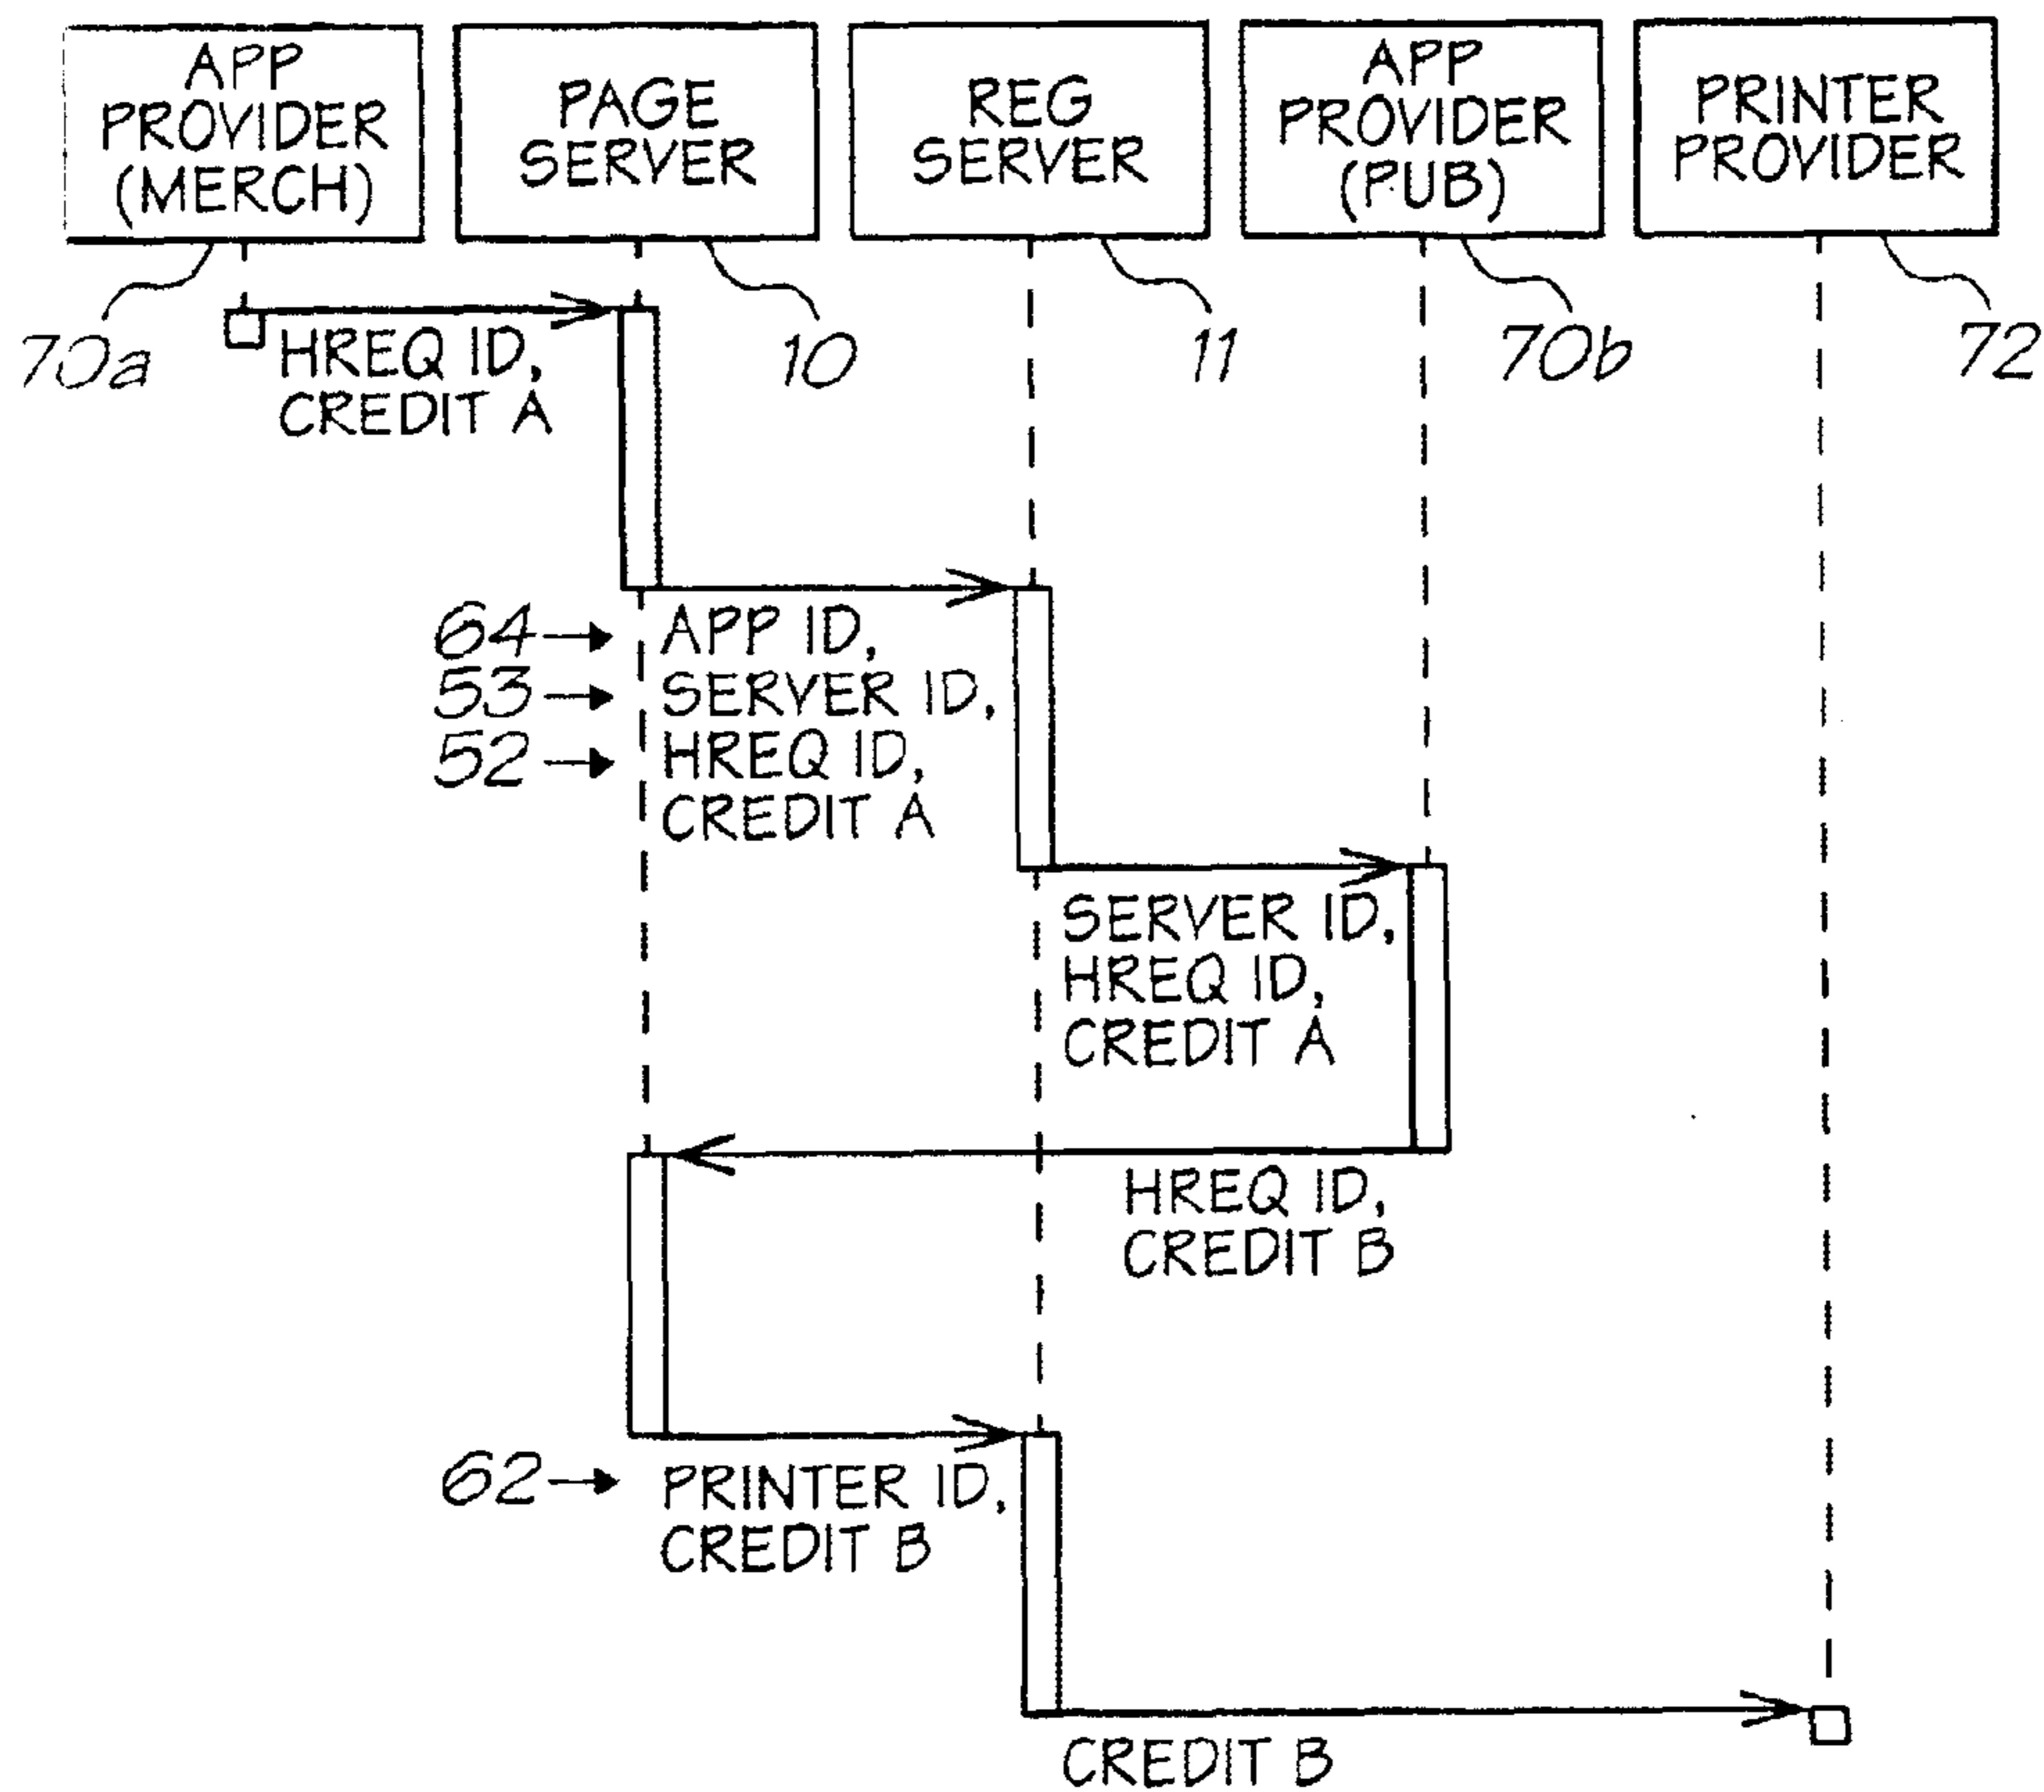 APP
PROVIDER
(MERCH)
PAGE
SERVER
REG
SERVER
APP
PROVIDER
(PUB)
PRINTER
PROVIDER
70a
10
11
70b
72
HREQ ID,
CREDIT A
64
APP ID,
53
SERVER ID,
52
HREQ ID,
CREDIT A
SERVER ID,
HREQ ID,
CREDIT A
HREQ ID,
CREDIT B
62
PRINTER ID,
CREDIT B
CREDIT B